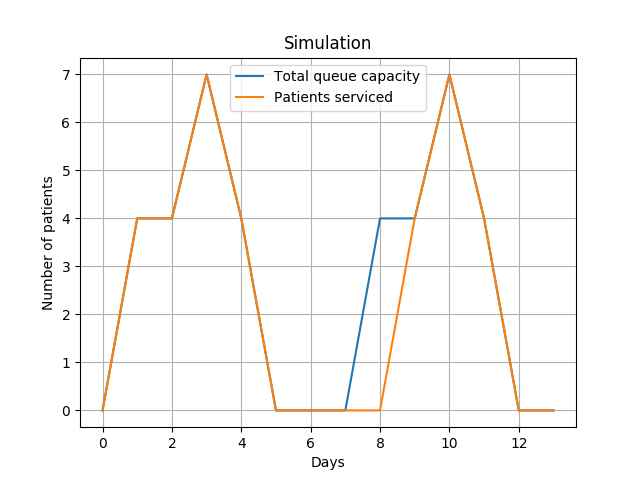 Simulation
Total queue capacity
Patients serviced
Number of patients
7
6
5
4
3
2
1
0
0 2 4 6 8 10 12
Days